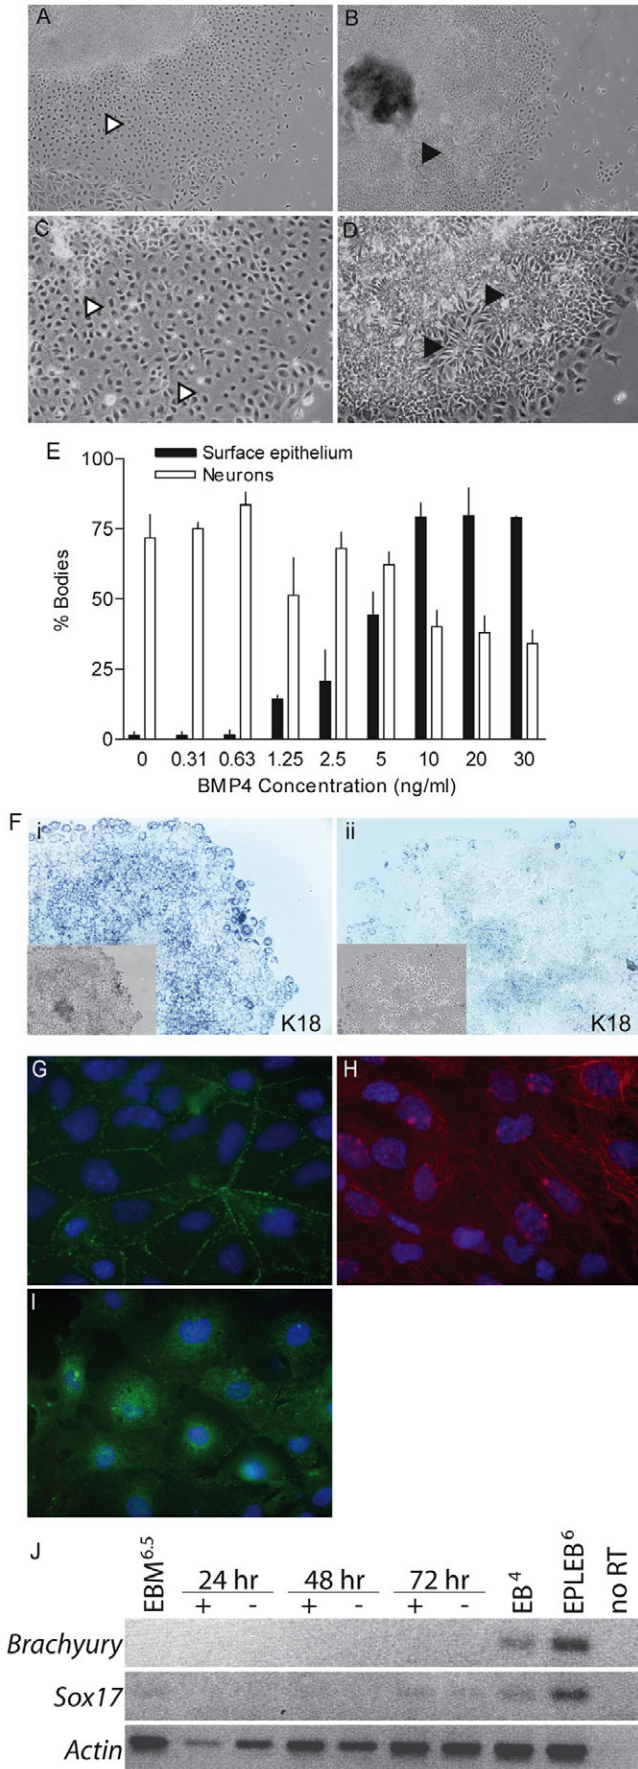 A
B
C
D
E
100
75
50
25
0
% Bodies
Surface epithelium
Neurons
0 0.31 0.63 1.25 2.5 5 10 20 30
BMP4 Concentration (ng/ml)
F
i
ii
K18
K18
G
H
I
J
EBM6.5
24 hr
48 hr
72 hr
EB4
EPLEB6
no RT
+ - + - + -
Brachyury
Sox17
Actin